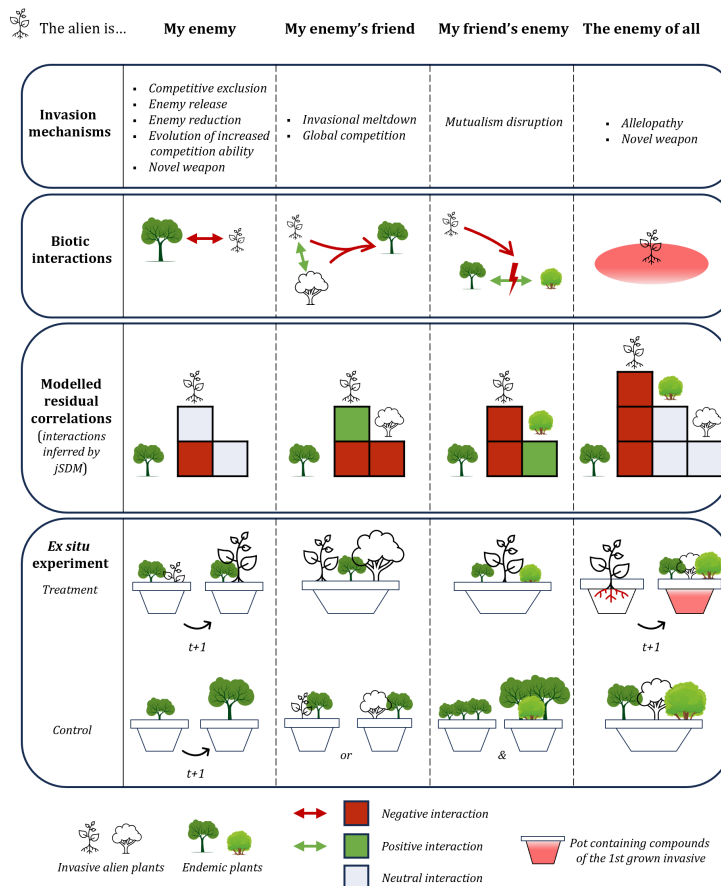 The alien is…
My enemy
My enemy's friend
My friend's enemy
The enemy of all
Invasion
mechanisms
▪ Competitive exclusion
▪ Enemy release
▪ Enemy reduction
▪ Evolution of increased
competition ability
▪ Novel weapon
▪ Invasional meltdown
▪ Global competition
Mutualism disruption
▪ Allelopathy
▪ Novel weapon
Biotic
interactions
Modelled
residual
correlations
(interactions
inferred by
jSDM)
Ex situ
experiment
Treatment
t+1
t+1
Control
t+1
or
&
Invasive alien plants
Endemic plants
Negative interaction
Positive interaction
Neutral interaction
Pot containing compounds
of the 1st grown invasive